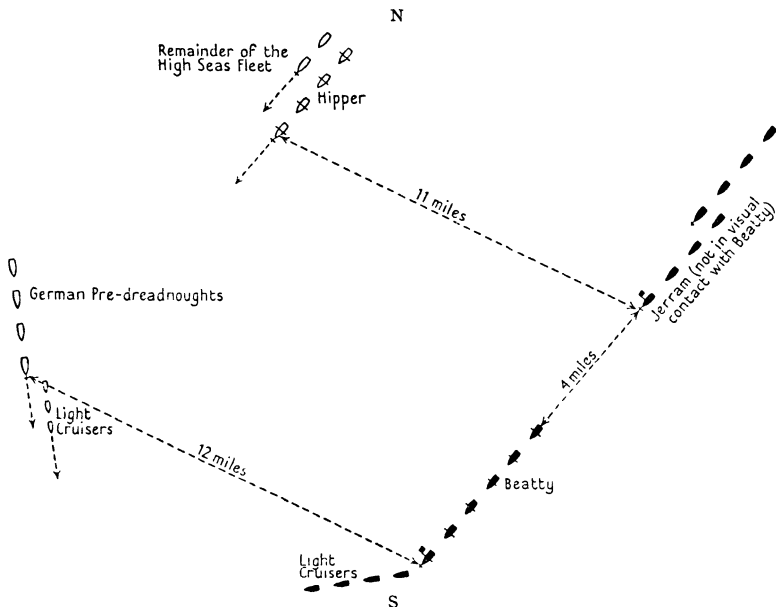 N
Remainder of the
High Seas Fleet
Hipper
11 miles
Jerram (not in visual
contact with Beatty)
German Pre-dreadnoughts
4 miles
Light
Cruisers
12 miles
Beatty
Light
Cruisers
S